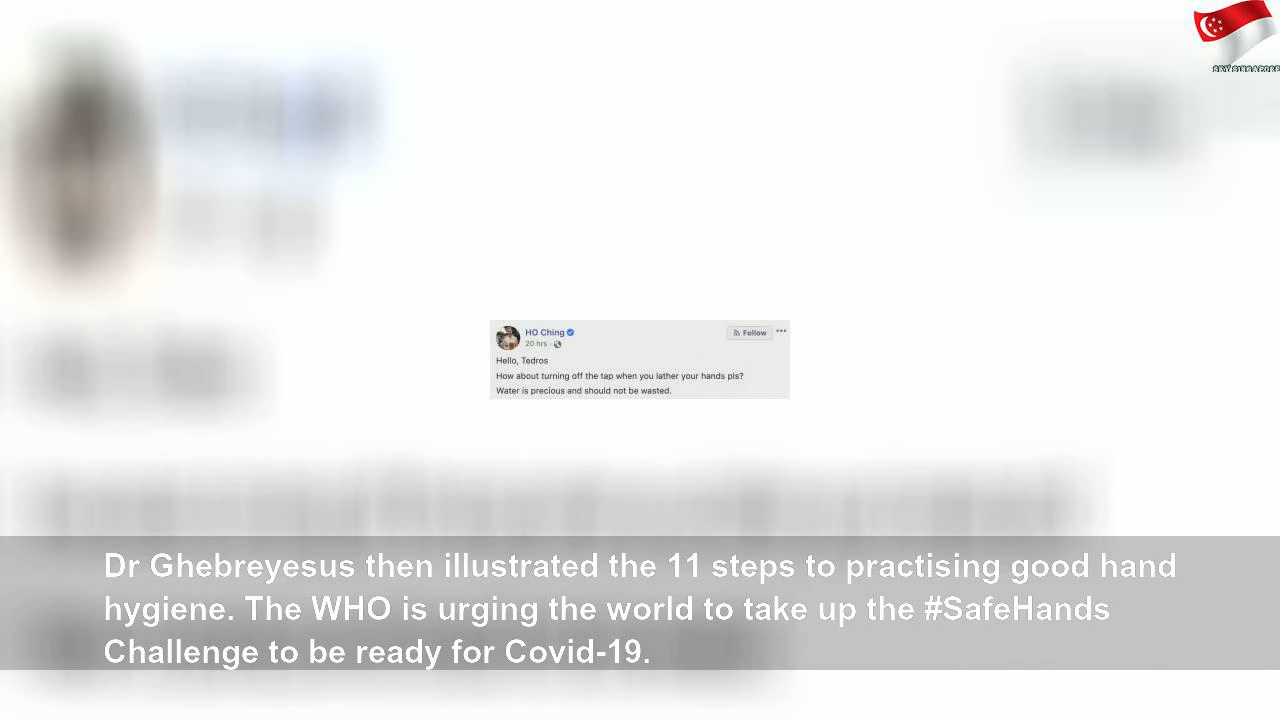 SKY SINGAPORE
HO Ching
Follow
20 hrs
Hello, Tedros
How about turning off the tap when you lather your hands pls?
Water is precious and should not be wasted.
Dr Ghebreyesus then illustrated the 11 steps to practising good hand
hygiene. The WHO is urging the world to take up the #SafeHands
Challenge to be ready for Covid-19.